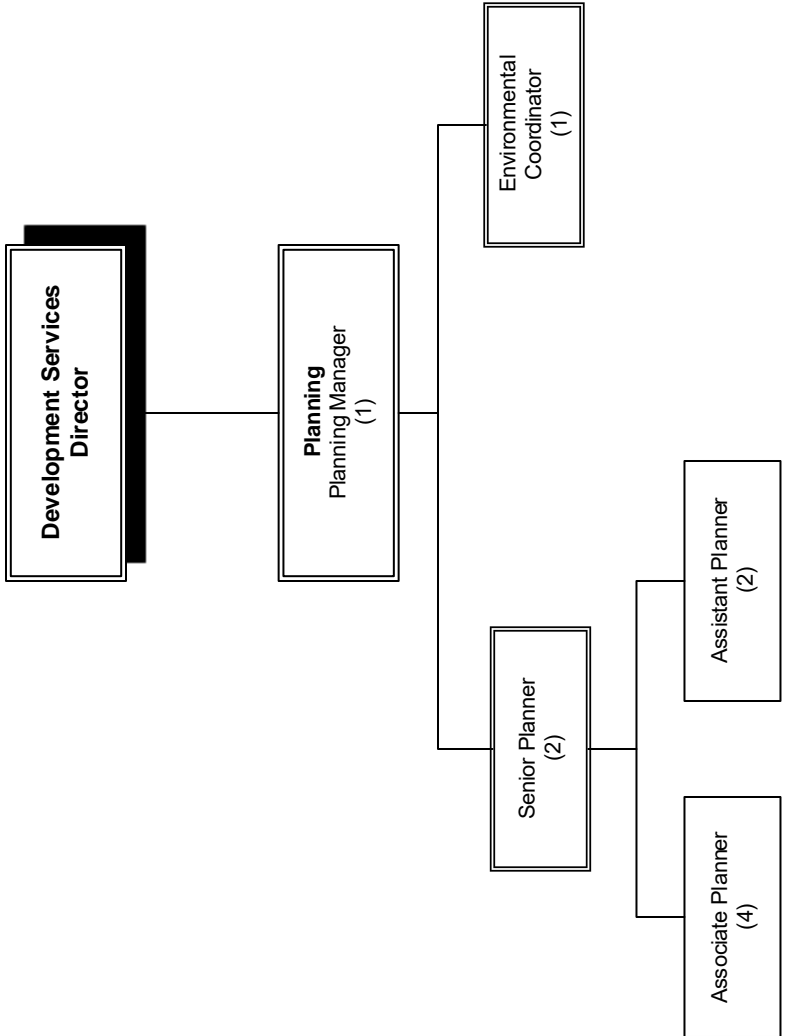 Development Services
Director
Planning
Planning Manager
(1)
Senior Planner
(2)
Environmental
Coordinator
(1)
Associate Planner
(4)
Assistant Planner
(2)